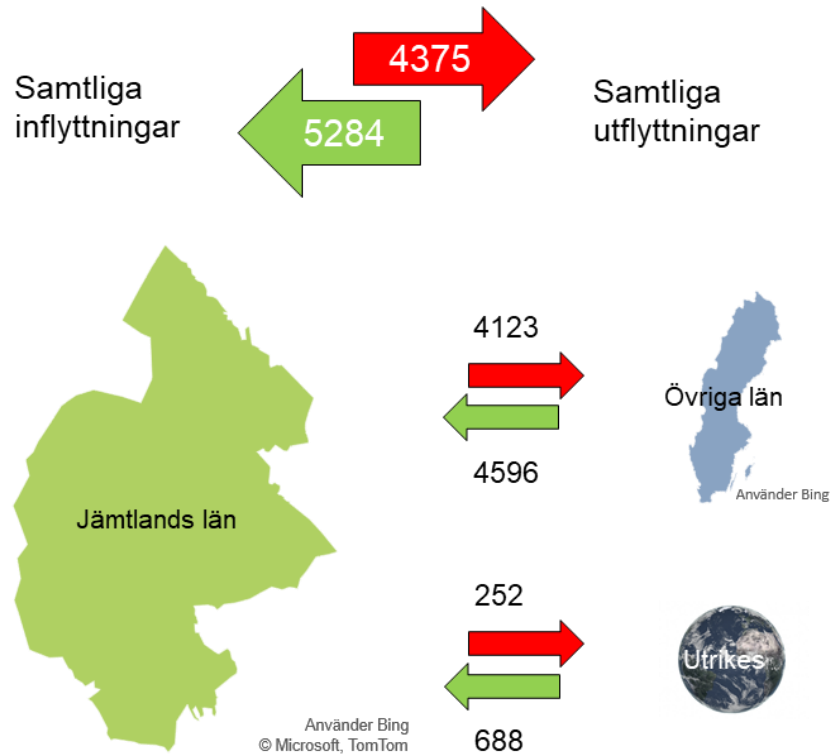 4375
Samtliga
inflyttningar
5284
Samtliga
utflyttningar
4123
Övriga län
4596
Använder Bing
Jämtlands län
252
Utrikes
688
Använder Bing
© Microsoft, TomTom